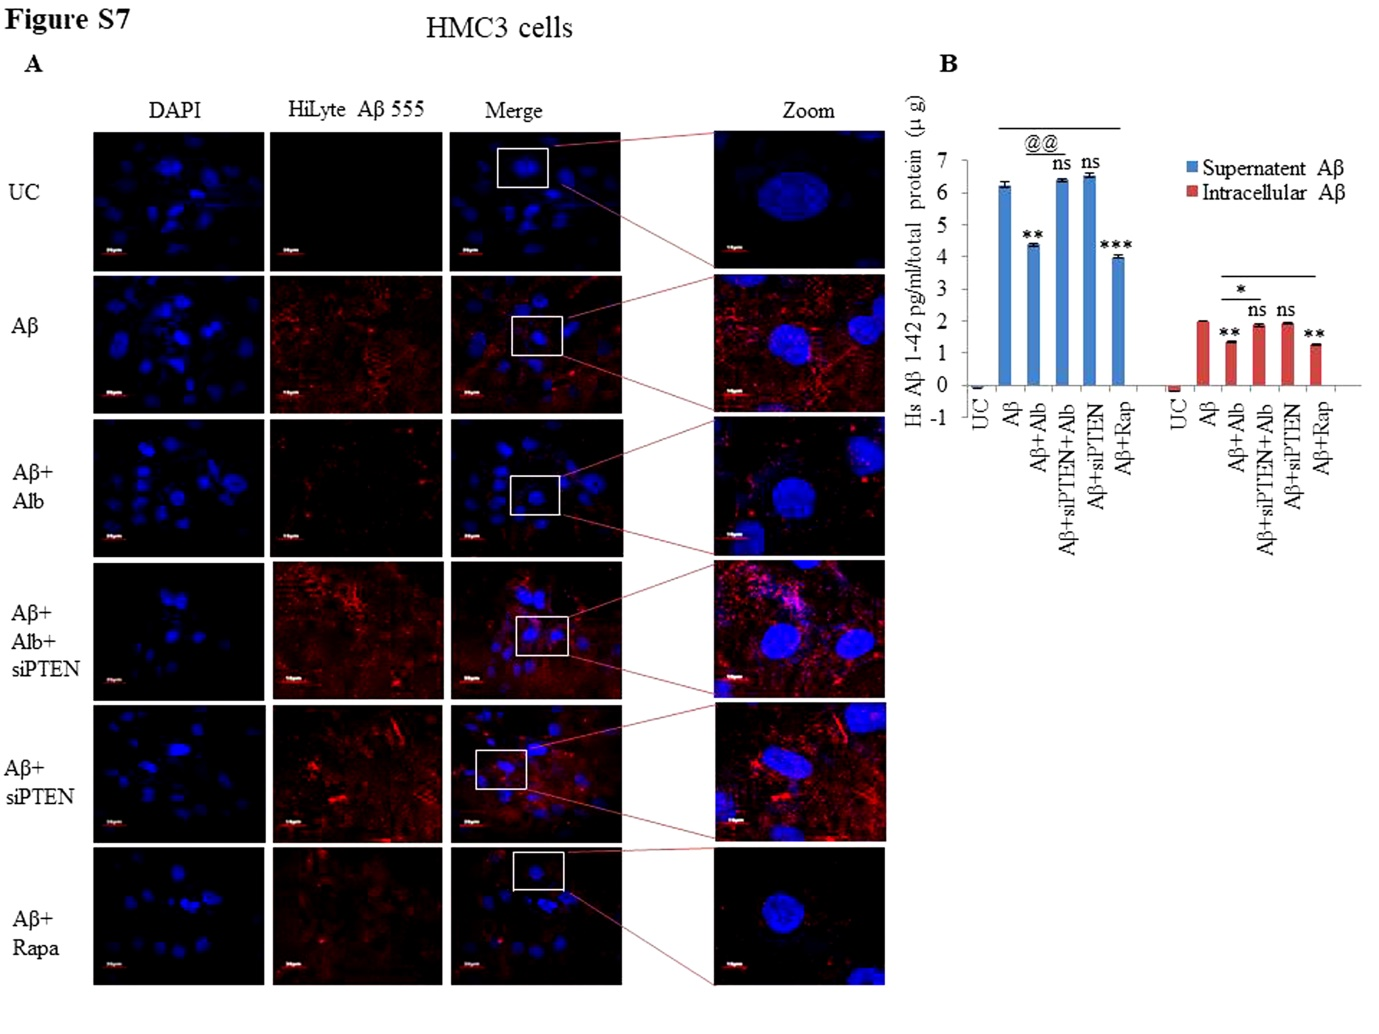 Figure S7
HMC3 cells
A
B
DAPI
HiLyte Aβ 555
Merge
Zoom
UC
Aβ
Aβ+
Alb
Aβ+
Alb+
siPTEN
Aβ+
siPTEN
Aβ+
Rapa
Hs Aβ 1-42 pg/ml/total protein (μ g)
7
6
5
4
3
2
1
0
-1
@@
ns
ns
**
***
*
ns
ns
**
**
Supernatent Aβ
Intracellular Aβ
UC
Aβ
Aβ+Alb
Aβ+siPTEN+Alb
Aβ+siPTEN
Aβ+Rap
UC
Aβ
Aβ+Alb
Aβ+siPTEN+Alb
Aβ+siPTEN
Aβ+Rap